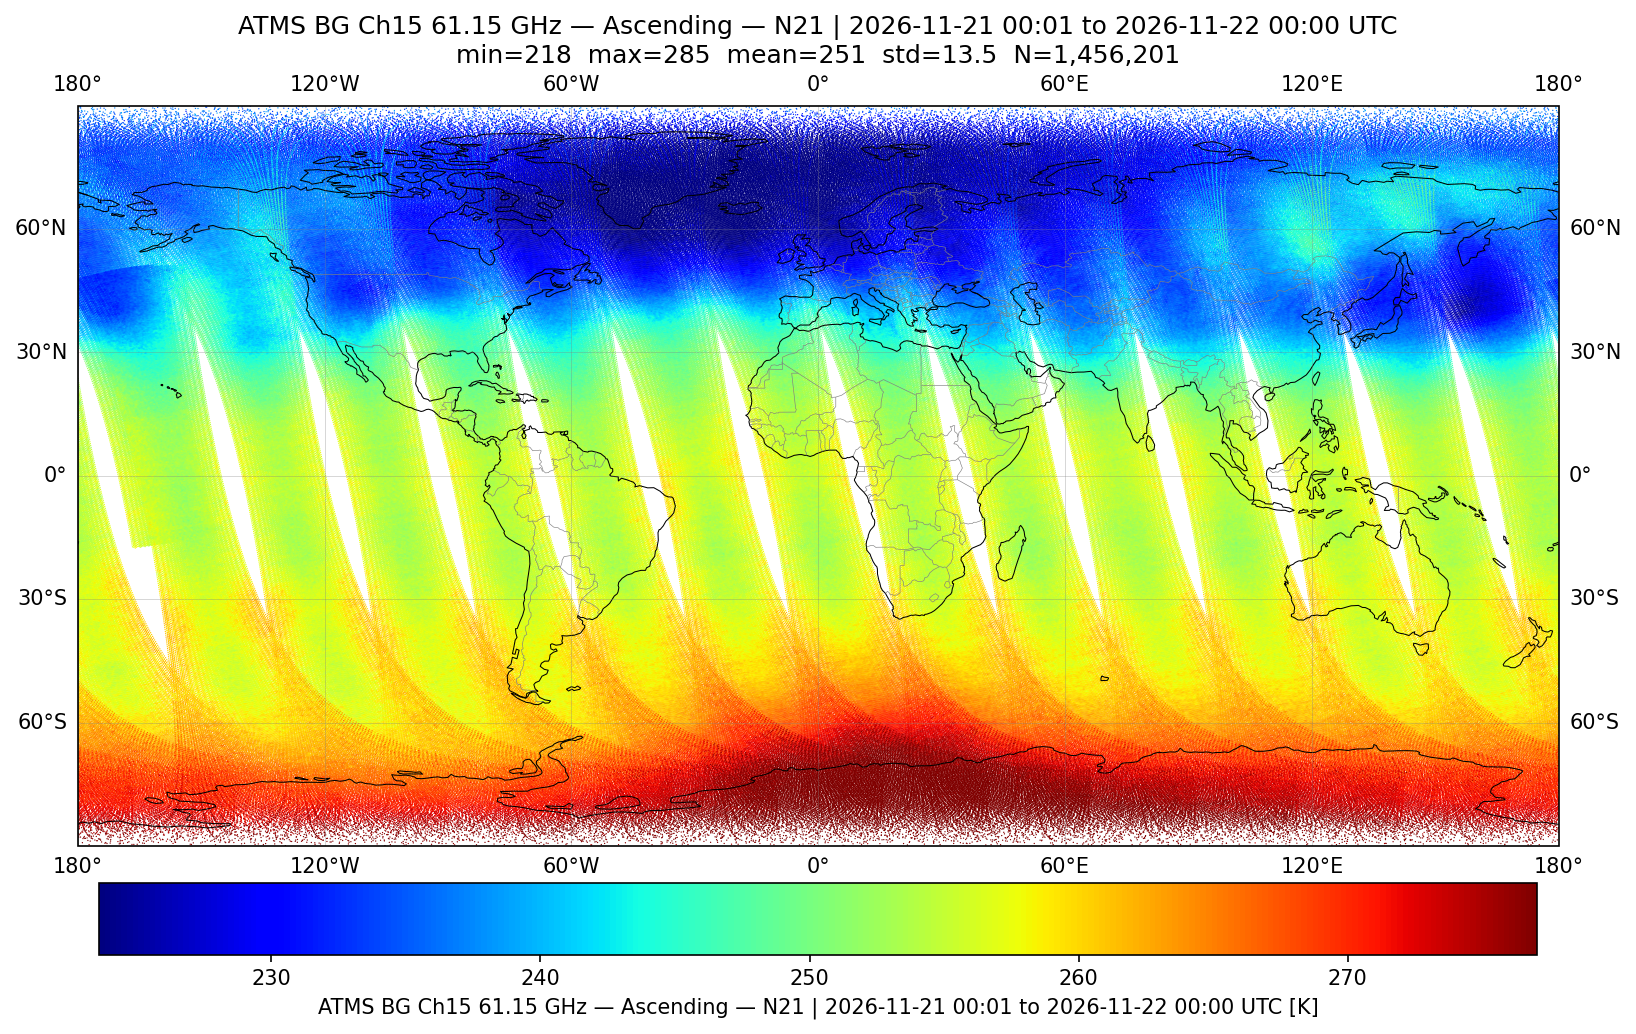 ATMS BG Ch15 61.15 GHz — Ascending — N21 | 2026-11-21 00:01 to 2026-11-22 00:00 UTC
min=218 max=285 mean=251 std=13.5 N=1,456,201
180° 120°W 60°W 0° 60°E 120°E 180°
60°N 60°N
30°N 30°N
0° 0°
30°S 30°S
60°S 60°S
180° 120°W 60°W 0° 60°E 120°E 180°
230 240 250 260 270
ATMS BG Ch15 61.15 GHz — Ascending — N21 | 2026-11-21 00:01 to 2026-11-22 00:00 UTC [K]